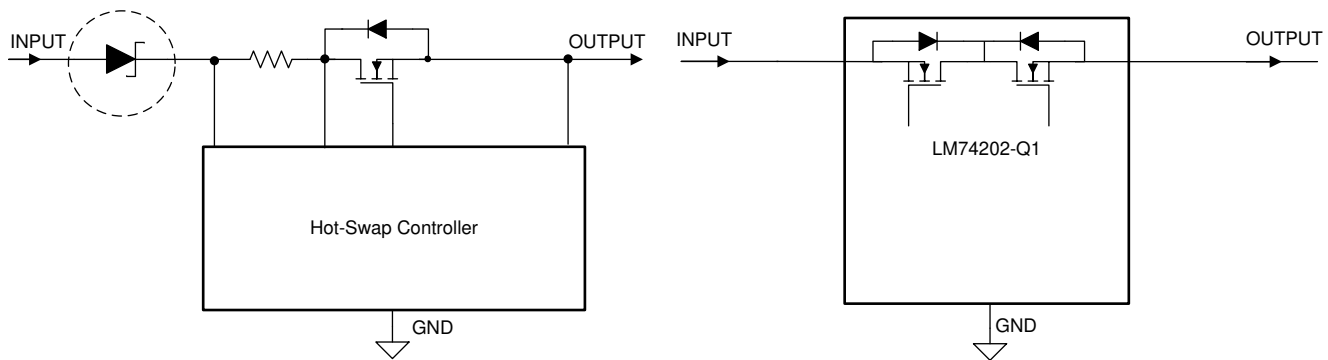 INPUT
OUTPUT
Hot-Swap Controller
GND
INPUT
OUTPUT
LM74202-Q1
GND